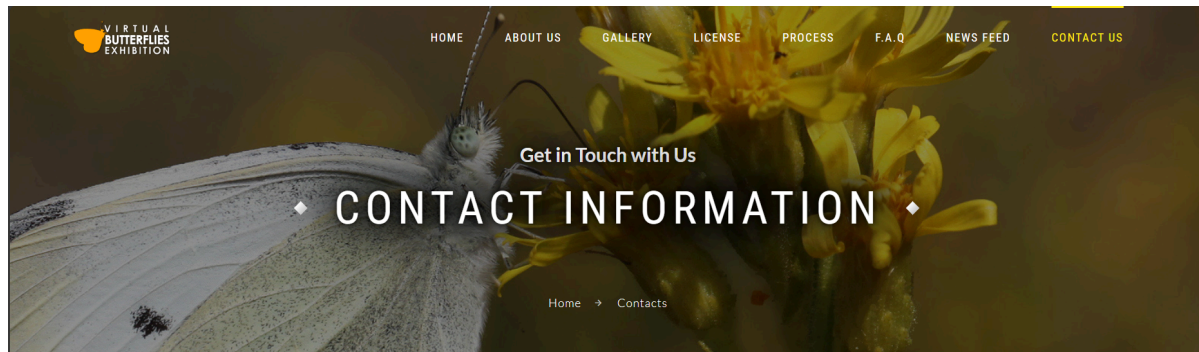 VIRTUAL
BUTTERFLIES
EXHIBITION
HOME ABOUT US GALLERY LICENSE PROCESS F.A.Q NEWS FEED CONTACT US
Get in Touch with Us
CONTACT INFORMATION
Home → Contacts